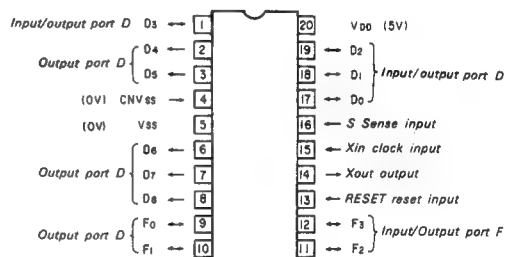 Input/output port D D3 1
Output port D D4 2
D5 3
(0V) CNVss 4
(0V) Vss 5
Output port D D6 6
D7 7
D8 8
Output port D F0 9
F1 10
20 VDD (5V)
19 D2
18 D1
17 D0
Input/output port D
16 S Sense input
15 Xin clock input
14 Xout output
13 RESET reset input
12 F3
11 F2
Input/Output port F